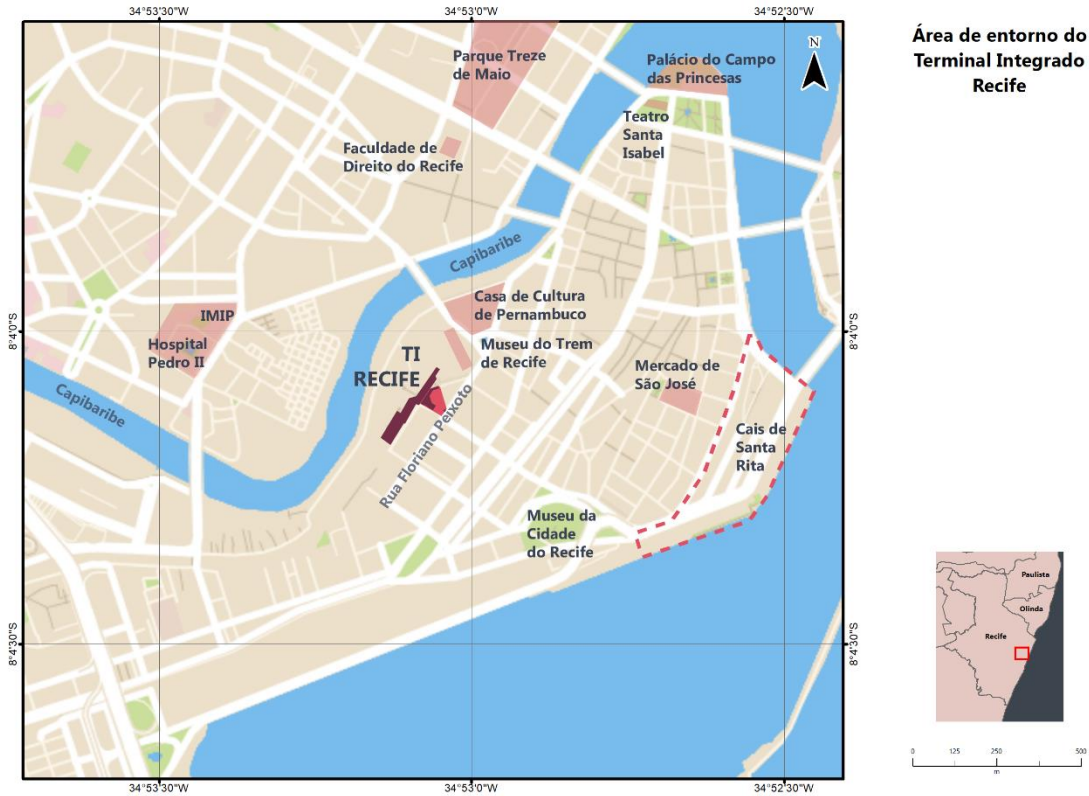 34°53'30"W
34°53'0"W
34°52'30"W
Área de entorno do
Terminal Integrado
Recife
N
Parque Treze
de Maio
Palácio do Campo
das Princesas
Teatro
Santa
Isabel
Faculdade de
Direito do Recife
Capibaribe
Casa de Cultura
de Pernambuco
IMIP
Hospital
Pedro II
8°4'0"S
8°4'0"S
Museu do Trem
de Recife
TI
RECIFE
Mercado de
São José
Capibaribe
Rua Floriano Peixoto
Cais de
Santa
Rita
Museu da
Cidade
do Recife
8°4'30"S
8°4'30"S
34°53'30"W
34°53'0"W
34°52'30"W
Paulista
Olinda
Recife
0 125 250 500
m